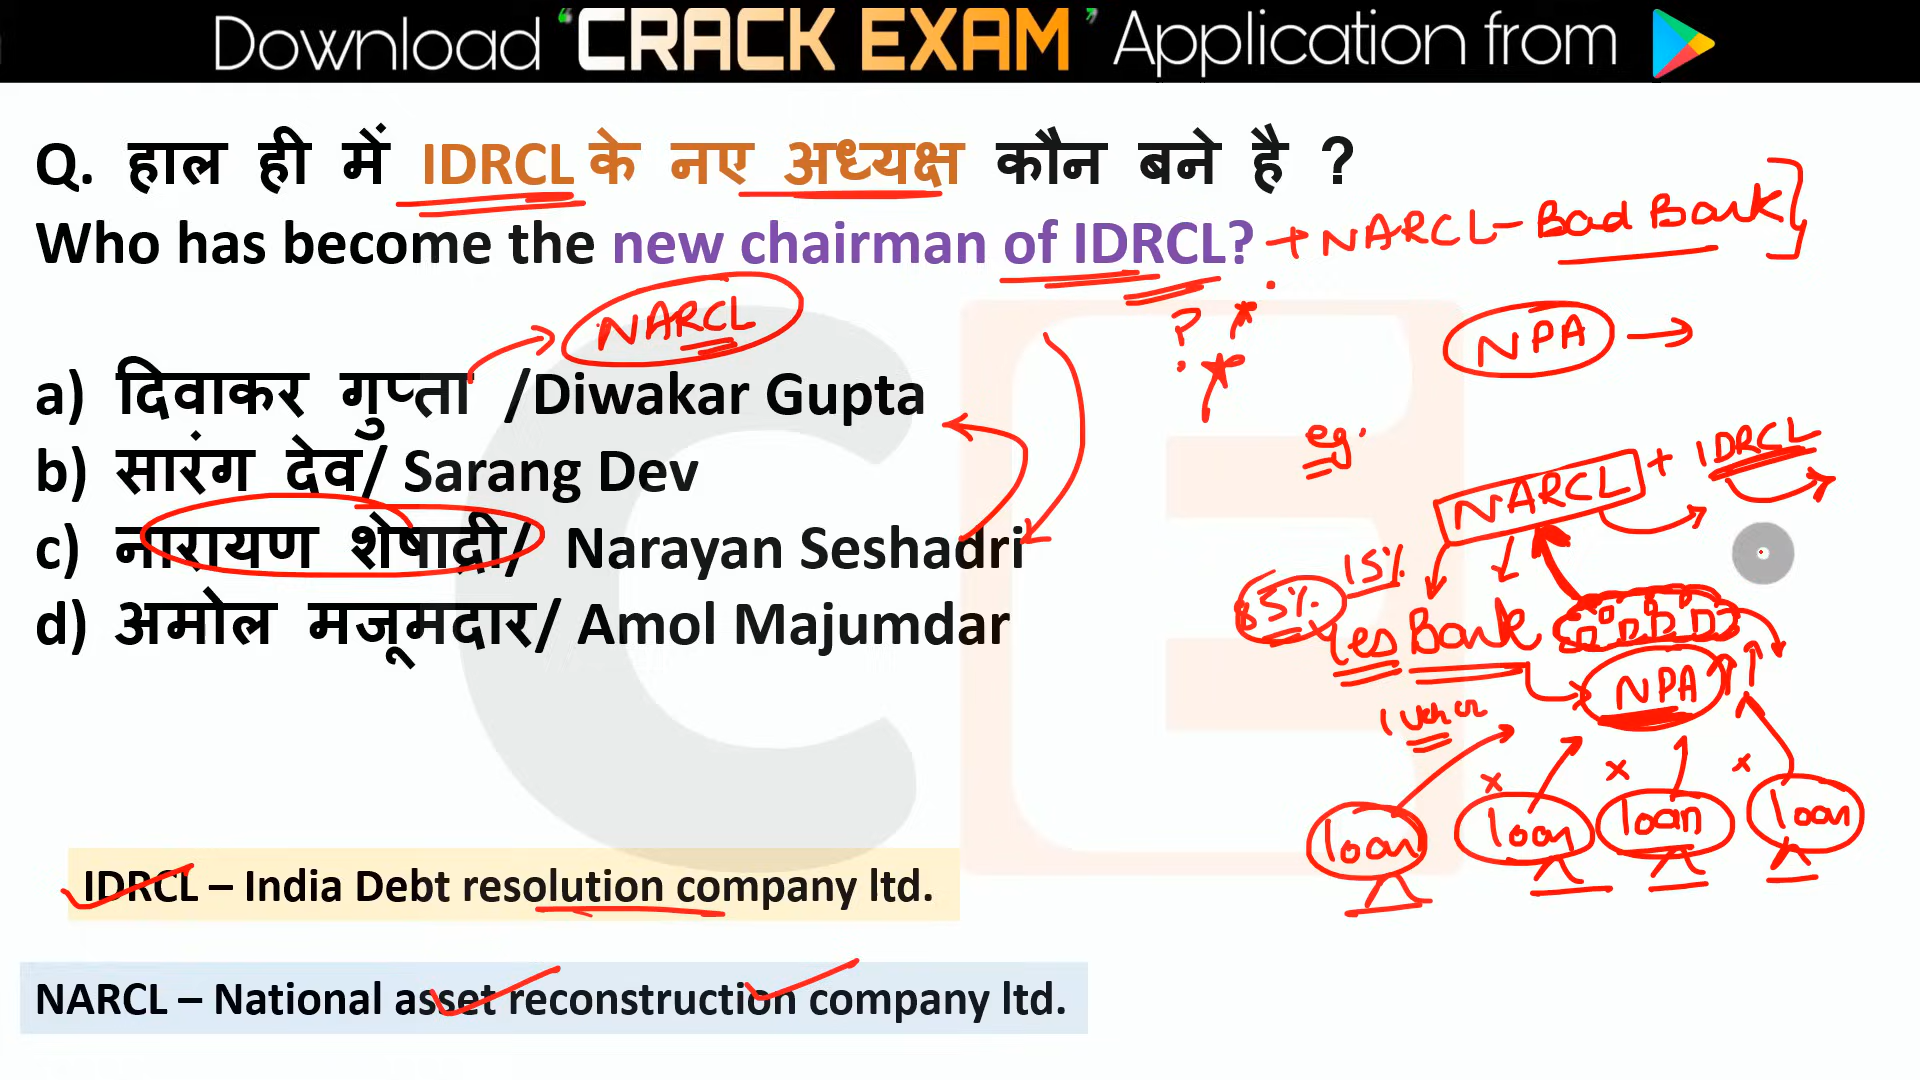 Download "CRACK EXAM" Application from
Q. हाल ही में IDRCL के नए अध्यक्ष कौन बने है ?
Who has become the new chairman of IDRCL?
+ NARCL - Bad Bank
NARCL
? 
NPA →
a) दिवाकर गुप्ता /Diwakar Gupta
b) सारंग देव/ Sarang Dev
c) नारायण शेषाद्री/ Narayan Seshadri
d) अमोल मजूमदार/ Amol Majumdar
eg.
NARCL + IDRCL
15%
85%.
Yes Bank
NPA
loan loan loan loan
IDRCL – India Debt resolution company ltd.
NARCL – National asset reconstruction company ltd.
CE